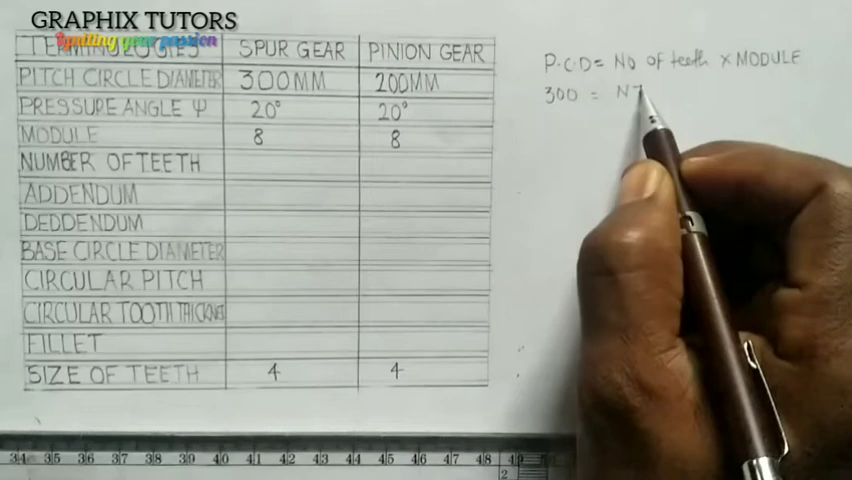 GRAPHIX TUTORS
Igniting your passion
TERMINOLOGIES SPUR GEAR PINION GEAR
PITCH CIRCLE DIAMETER 300MM 200MM
PRESSURE ANGLE Ψ 20° 20°
MODULE 8 8
NUMBER OF TEETH
ADDENDUM
DEDDENDUM
BASE CIRCLE DIAMETER
CIRCULAR PITCH
CIRCULAR TOOTH THICKNESS
FILLET
SIZE OF TEETH 4 4
P.C.D = NO OF teeth × MODULE
300 = NT
34 35 36 37 38 39 40 41 42 43 44 45 46 47 48 49
2